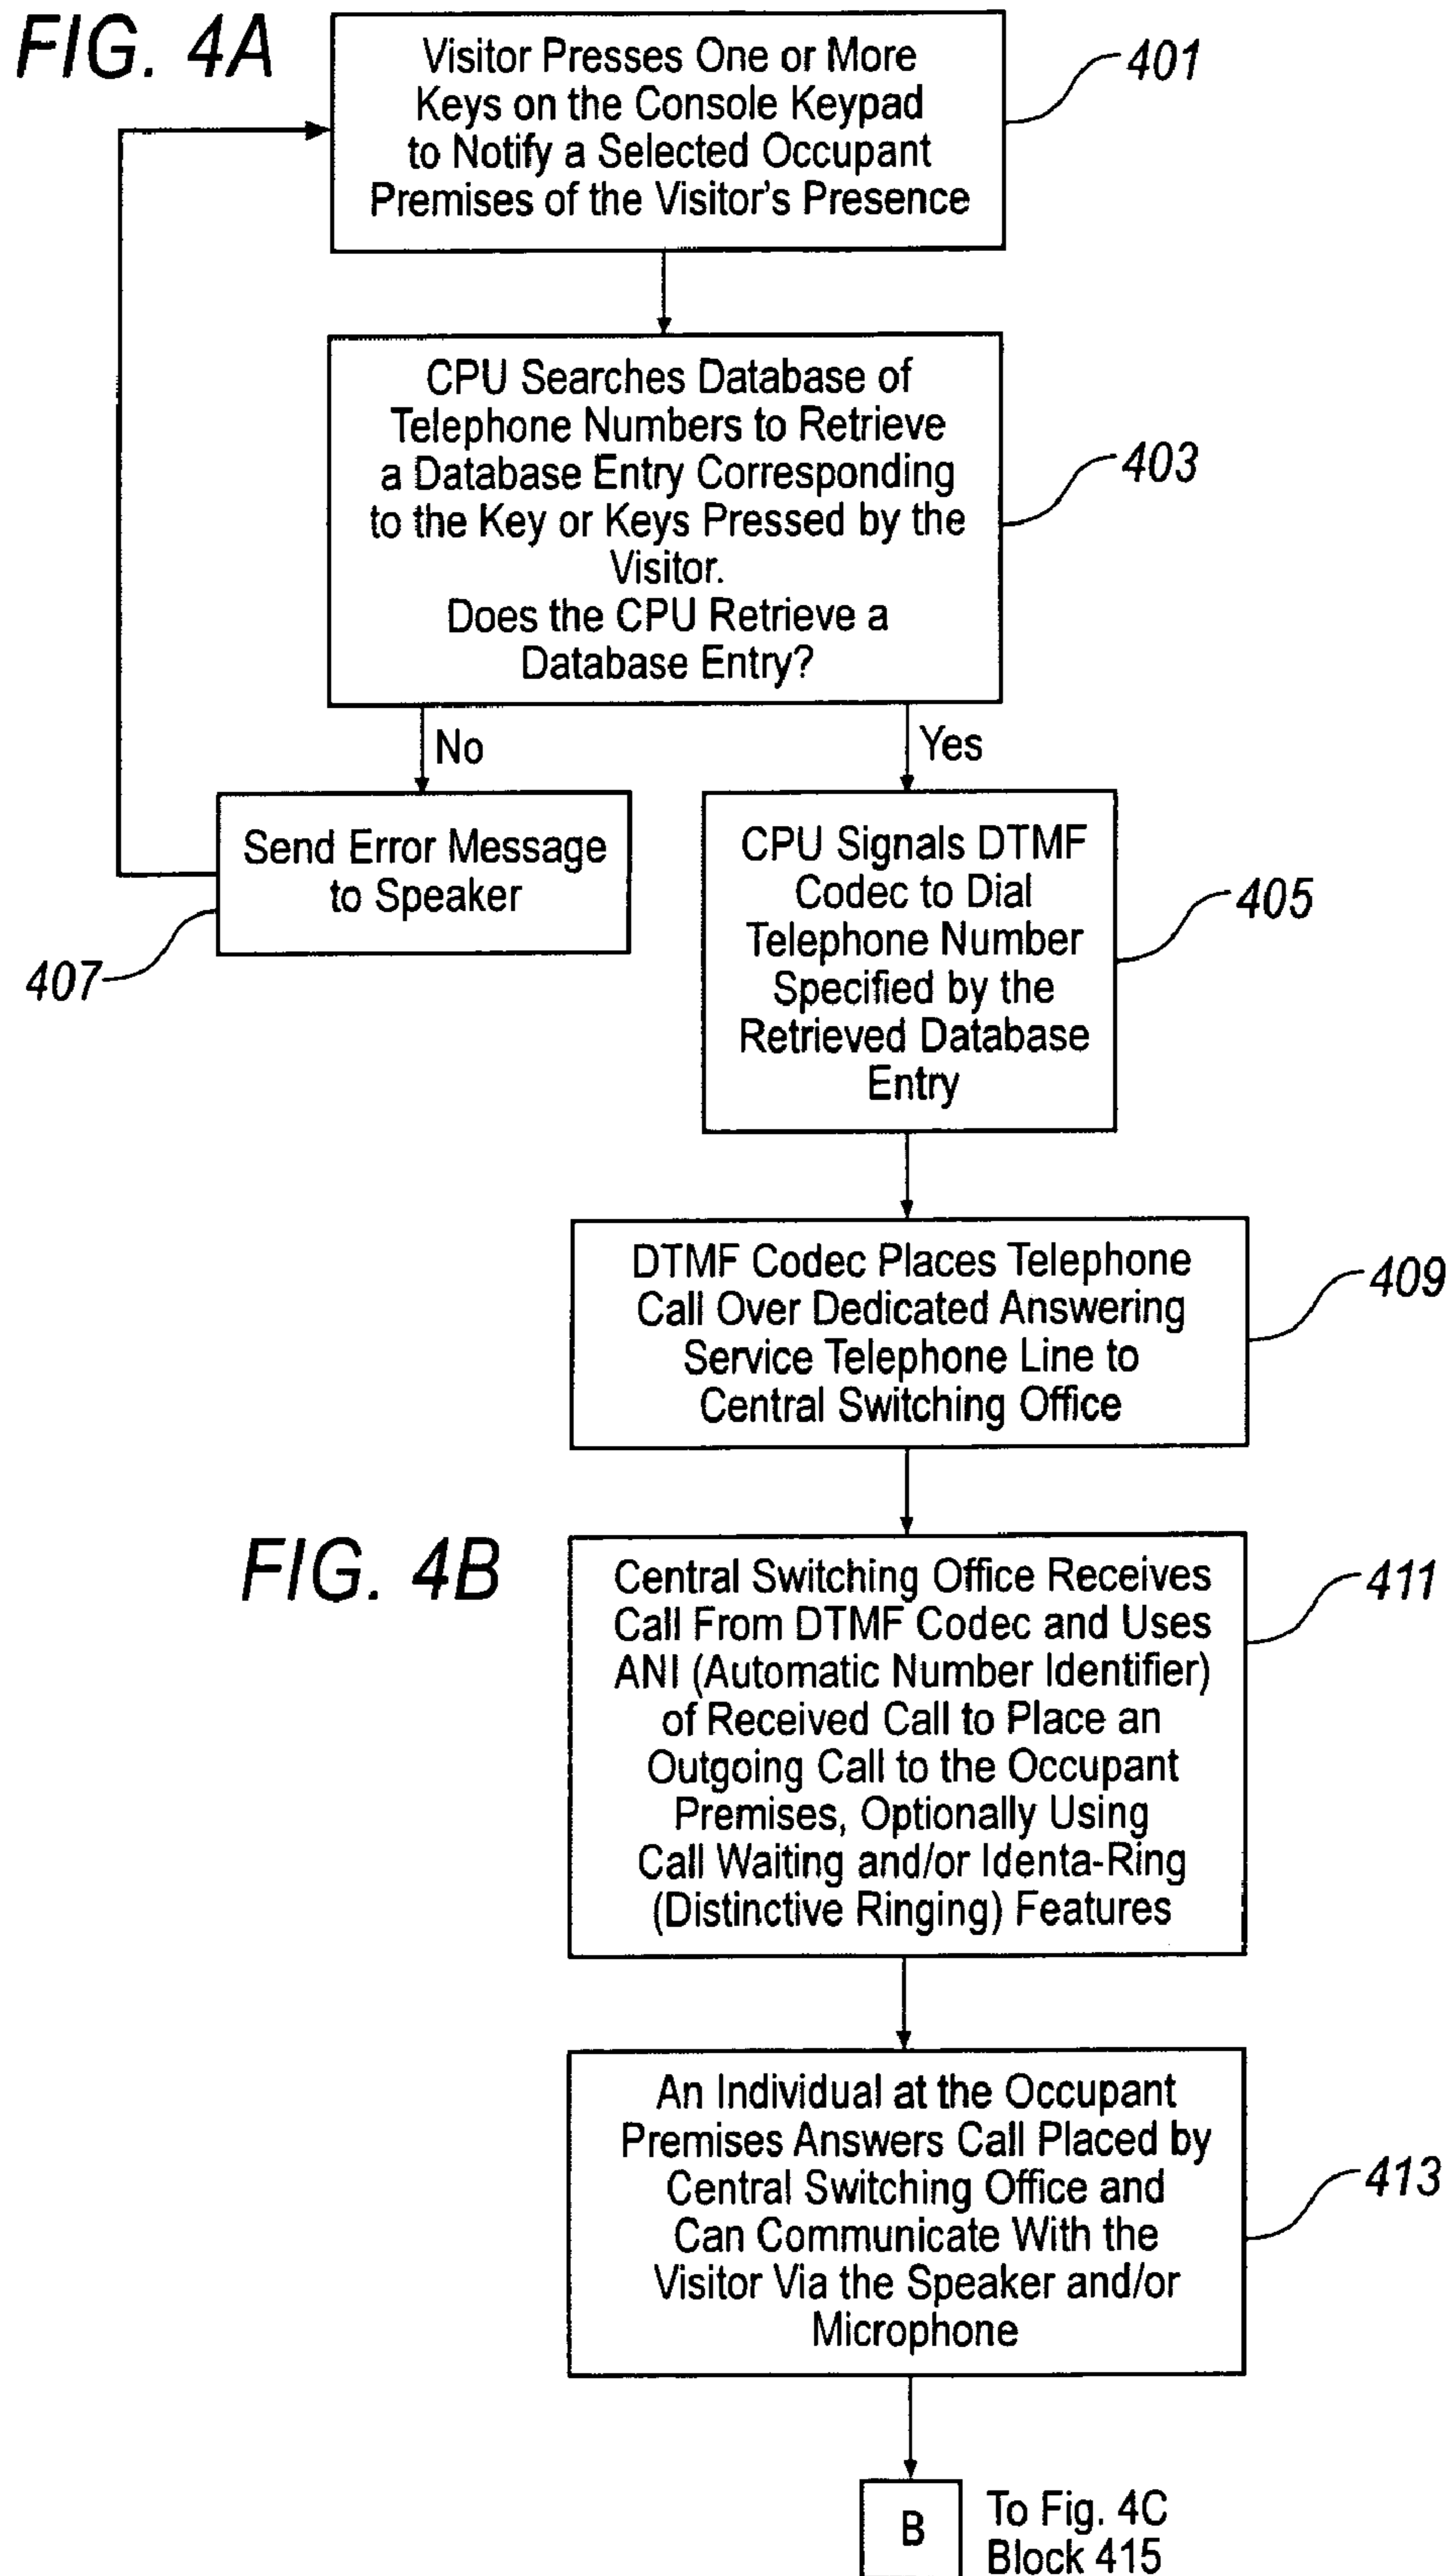 FIG. 4A
Visitor Presses One or More
Keys on the Console Keypad
to Notify a Selected Occupant
Premises of the Visitor's Presence
401
CPU Searches Database of
Telephone Numbers to Retrieve
a Database Entry Corresponding
to the Key or Keys Pressed by the
Visitor.
Does the CPU Retrieve a
Database Entry?
403
No
Yes
Send Error Message
to Speaker
407
CPU Signals DTMF
Codec to Dial
Telephone Number
Specified by the
Retrieved Database
Entry
405
DTMF Codec Places Telephone
Call Over Dedicated Answering
Service Telephone Line to
Central Switching Office
409
FIG. 4B
Central Switching Office Receives
Call From DTMF Codec and Uses
ANI (Automatic Number Identifier)
of Received Call to Place an
Outgoing Call to the Occupant
Premises, Optionally Using
Call Waiting and/or Identa-Ring
(Distinctive Ringing) Features
411
An Individual at the Occupant
Premises Answers Call Placed by
Central Switching Office and
Can Communicate With the
Visitor Via the Speaker and/or
Microphone
413
B
To Fig. 4C
Block 415